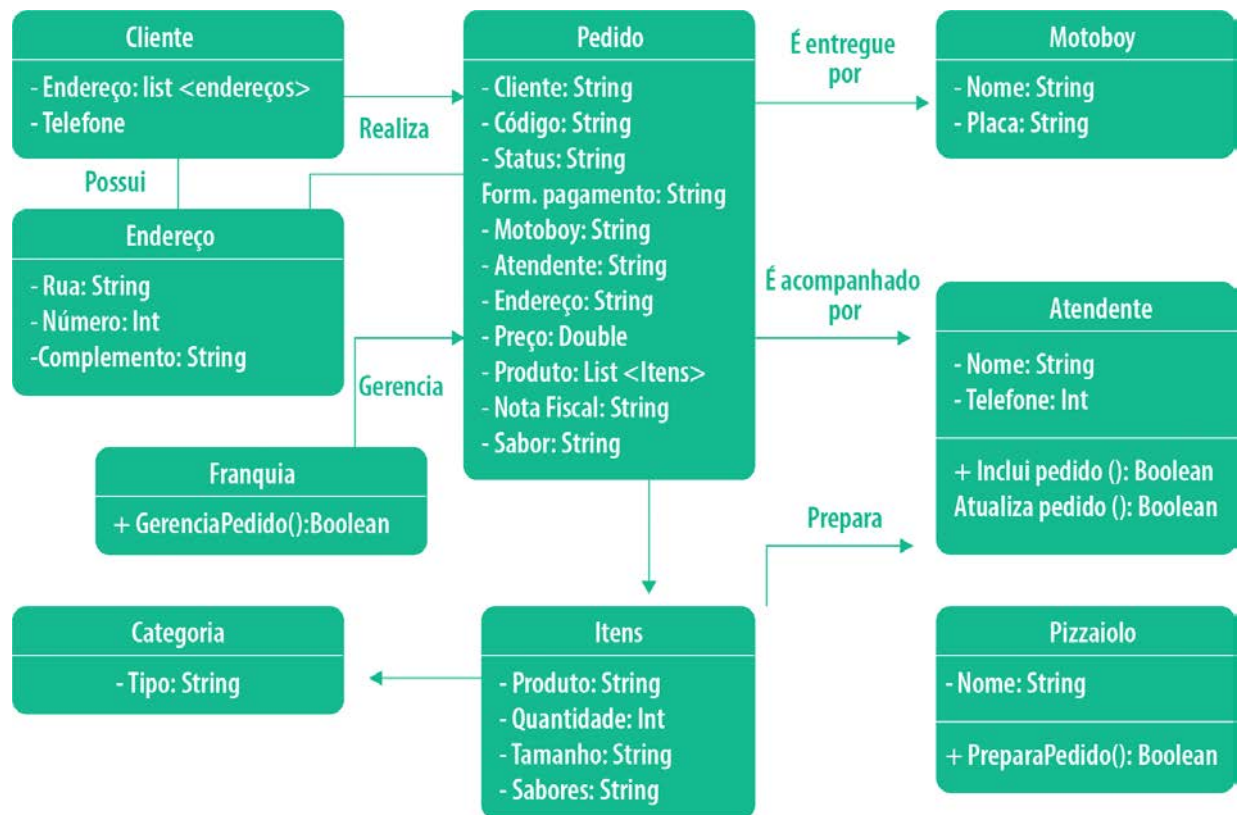 Cliente
- Endereço: list <endereços>
- Telefone
Realiza
Possui
Endereço
- Rua: String
- Número: Int
-Complemento: String
Pedido
- Cliente: String
- Código: String
- Status: String
Form. pagamento: String
- Motoboy: String
- Atendente: String
- Endereço: String
- Preço: Double
- Produto: List <Itens>
- Nota Fiscal: String
- Sabor: String
É entregue
por
Motoboy
- Nome: String
- Placa: String
É acompanhado
por
Atendente
- Nome: String
- Telefone: Int
+ Inclui pedido (): Boolean
Atualiza pedido (): Boolean
Gerencia
Franquia
+ GerenciaPedido():Boolean
Prepara
Categoria
- Tipo: String
Itens
- Produto: String
- Quantidade: Int
- Tamanho: String
- Sabores: String
Pizzaiolo
- Nome: String
+ PreparaPedido(): Boolean